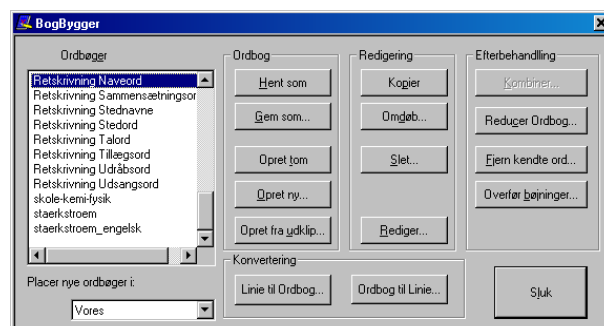 BogBygger
Ordbøger
Retskrivning Naveord
Retskrivning Sammensætningsor
Retskrivning Stednavne
Retskrivning Stedord
Retskrivning Talord
Retskrivning Tillægsord
Retskrivning Udråbsord
Retskrivning Udsangsord
skole-kemi-fysik
staerkstroem
staerkstroem_engelsk
Placer nye ordbøger i:
Vores
Ordbog
Hent som
Gem som...
Opret tom
Opret ny...
Opret fra udklip...
Redigering
Kopier
Omdøb...
Slet...
Rediger...
Efterbehandling
Kombiner...
Reducer Ordbog...
Fjern kendte ord...
Overfør bøjninger...
Konvertering
Linie til Ordbog...
Ordbog til Linie...
Sluk